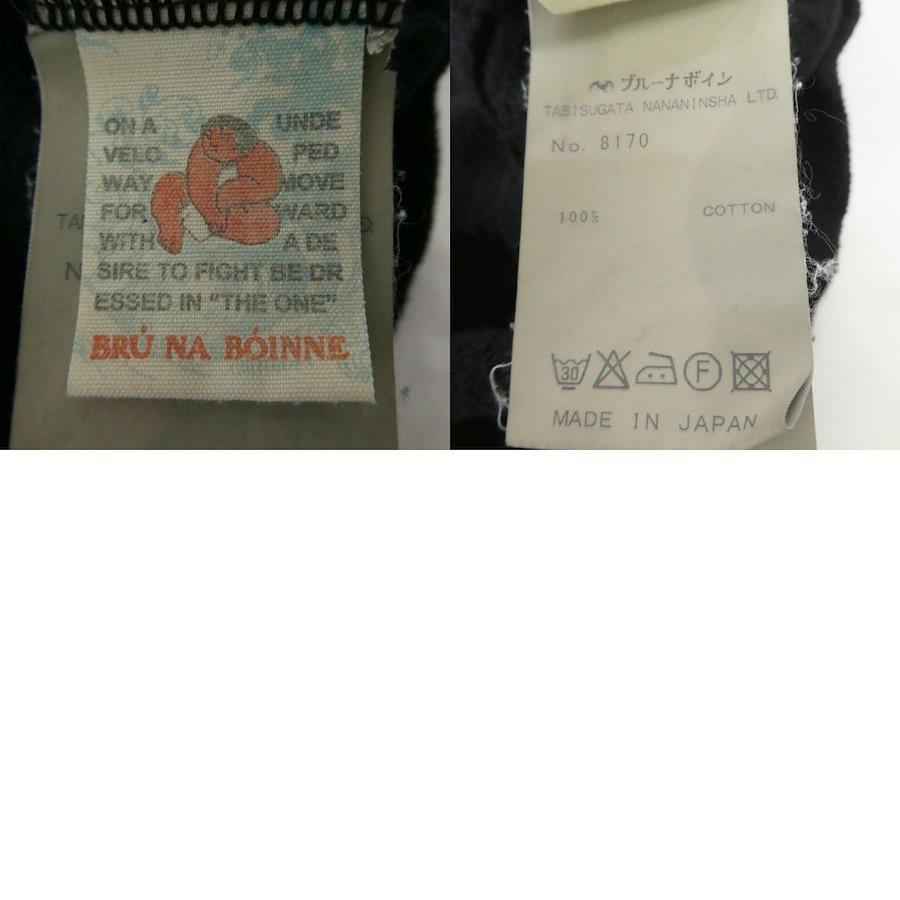 ON A UNDE
VELO PED
WAY MOVE
FOR WARD
WITH A DE
SIRE TO FIGHT BE DR
ESSED IN "THE ONE"
BRÚ NA BÓINNE
TA D.
N
ブルーナボイン
TABISUGATA NANANINSHA LTD.
No. 8170
100% COTTON
30 F
MADE IN JAPAN